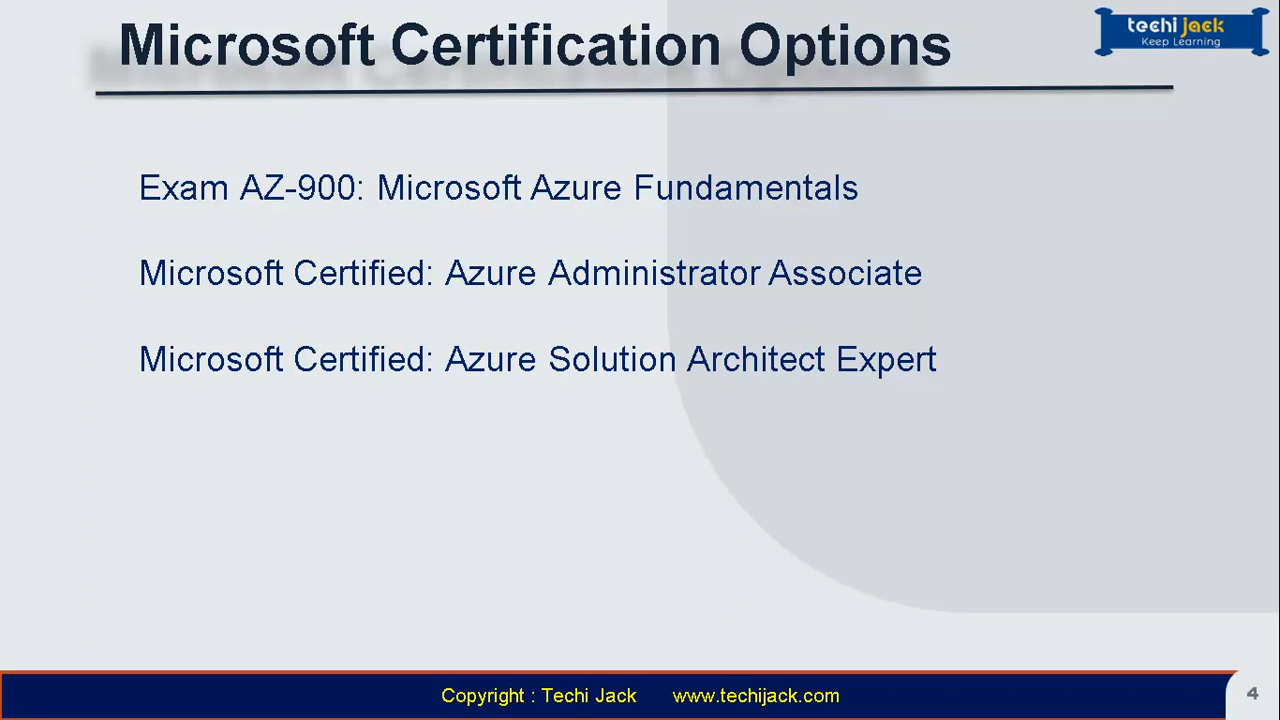 Microsoft Certification Options
techi jack
Keep Learning
Exam AZ-900: Microsoft Azure Fundamentals
Microsoft Certified: Azure Administrator Associate
Microsoft Certified: Azure Solution Architect Expert
Copyright : Techi Jack www.techijack.com
4